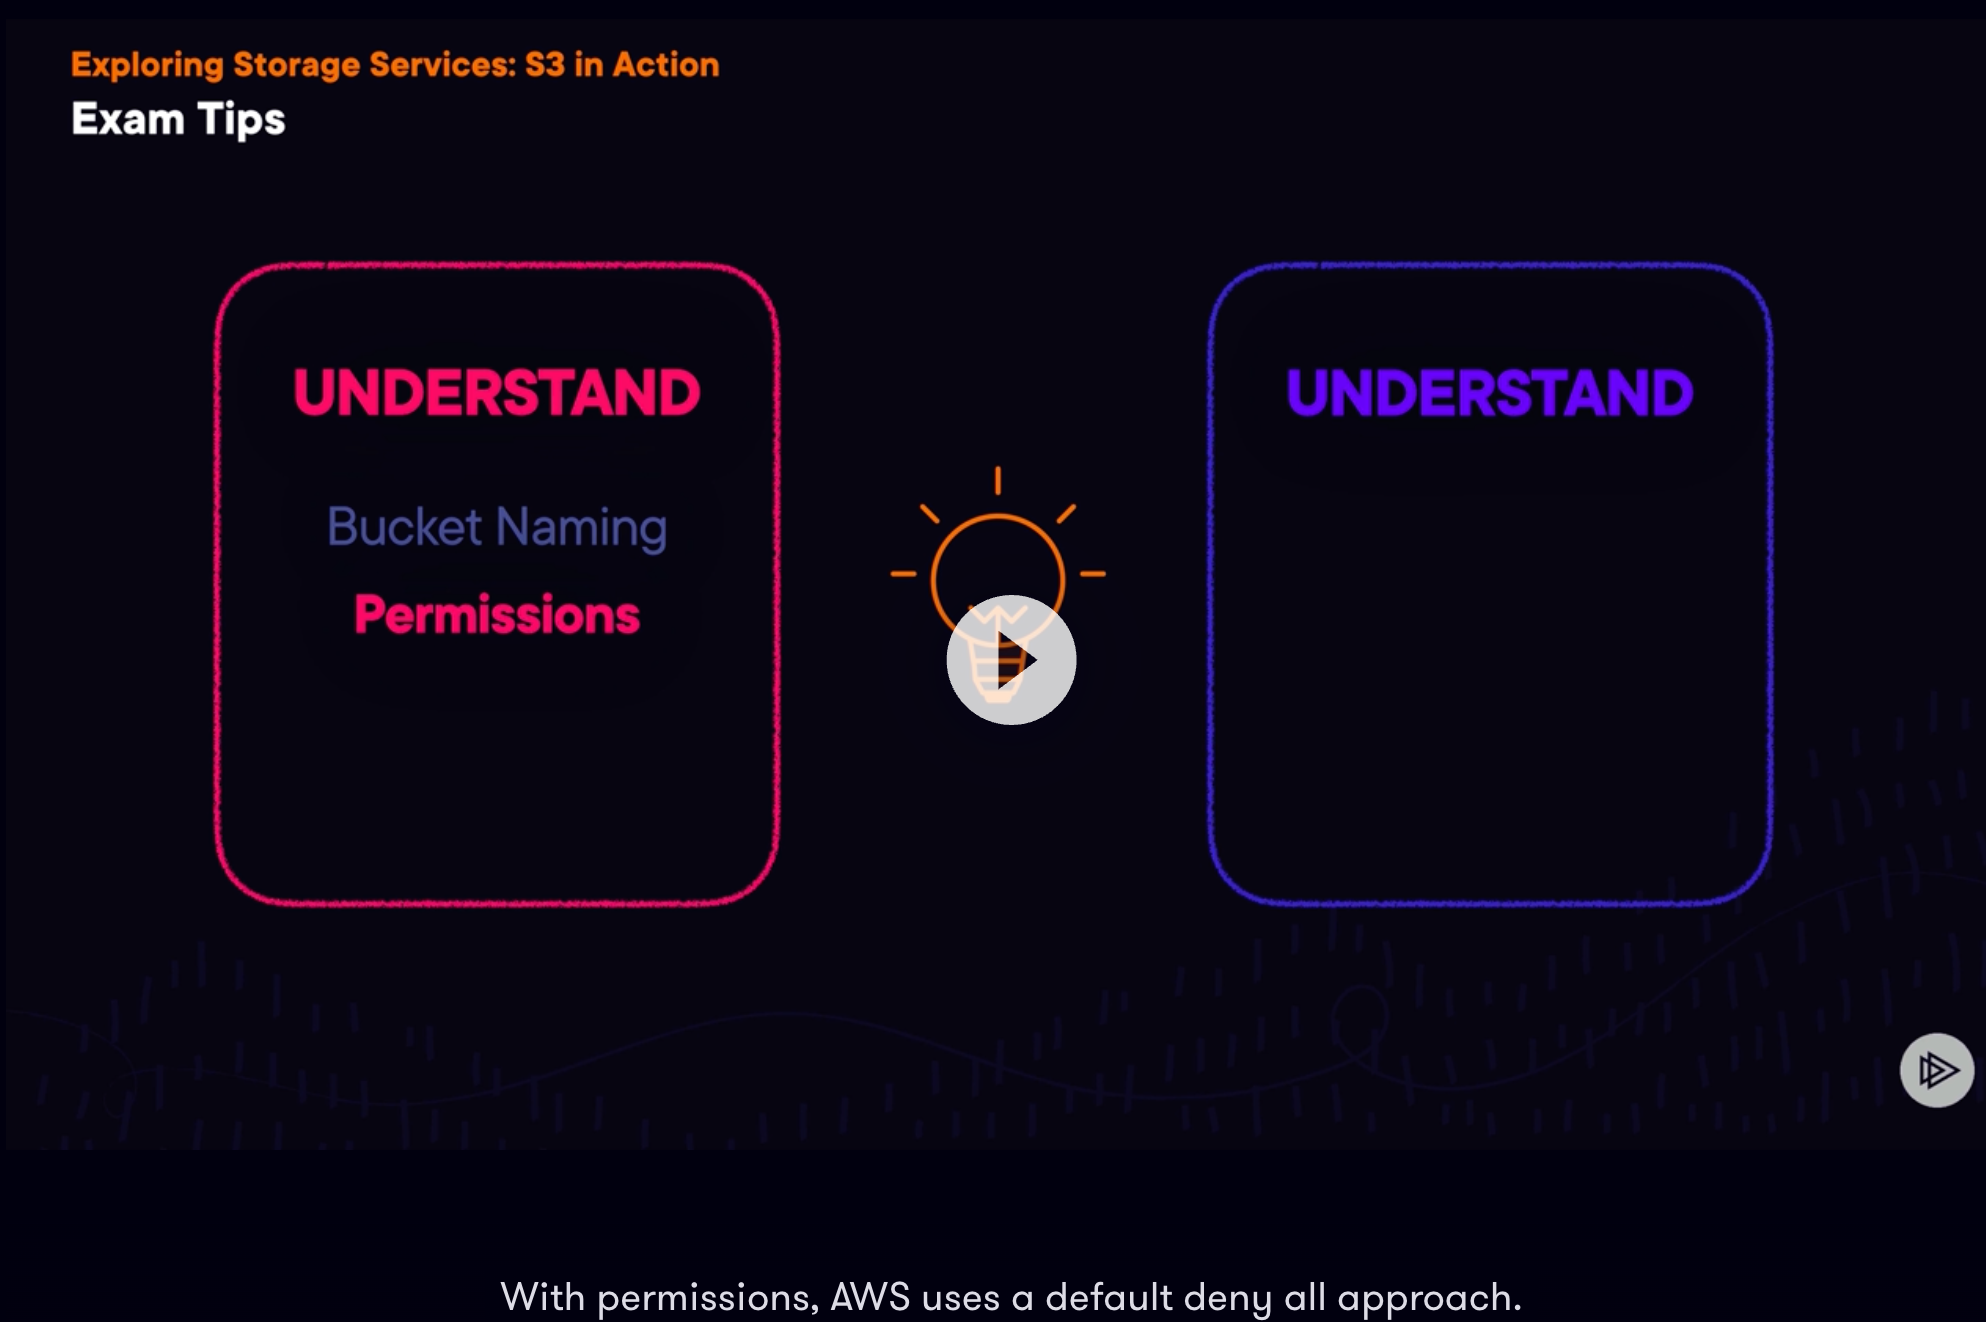 Exploring Storage Services: S3 in Action
Exam Tips
UNDERSTAND
Bucket Naming
Permissions
UNDERSTAND
With permissions, AWS uses a default deny all approach.